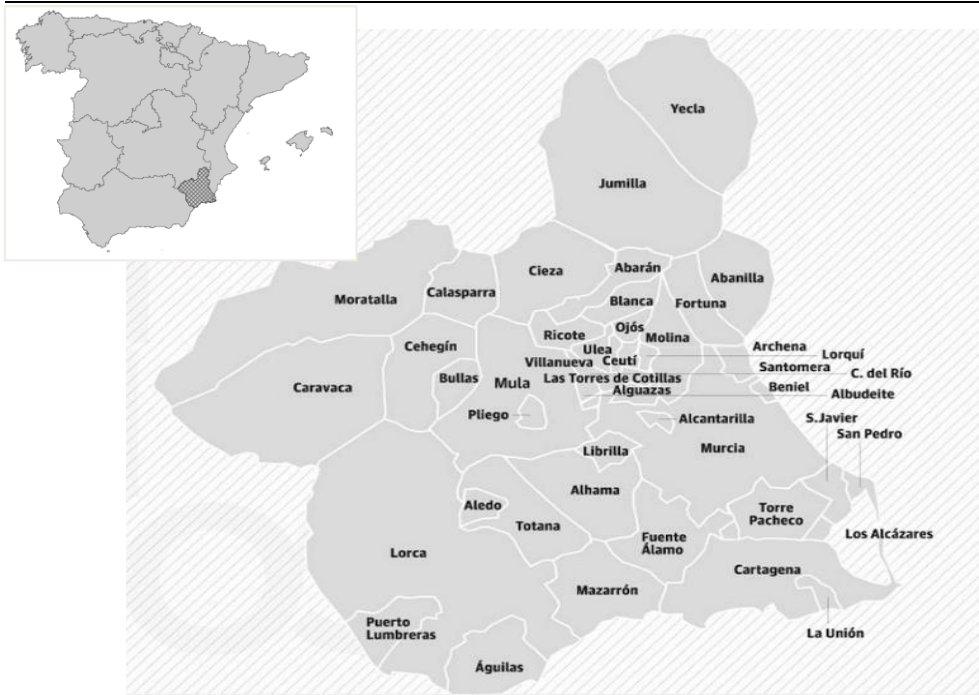 Yecla
Jumilla
Cieza
Abarán
Abanilla
Moratalla
Calasparra
Blanca
Fortuna
Ricote
Ojós
Molina
Cehegín
Ulea
Archena
Villanueva
Ceutí
Lorquí
Santomera
C. del Río
Caravaca
Bullas
Mula
Las Torres de Cotillas
Alguazas
Beniel
Albudeite
Pliego
Alcantarilla
S.Javier
San Pedro
Librilla
Murcia
Alhama
Aledo
Totana
Torre
Pacheco
Fuente
Álamo
Los Alcázares
Lorca
Cartagena
Mazarrón
Puerto
Lumbreras
La Unión
Águilas